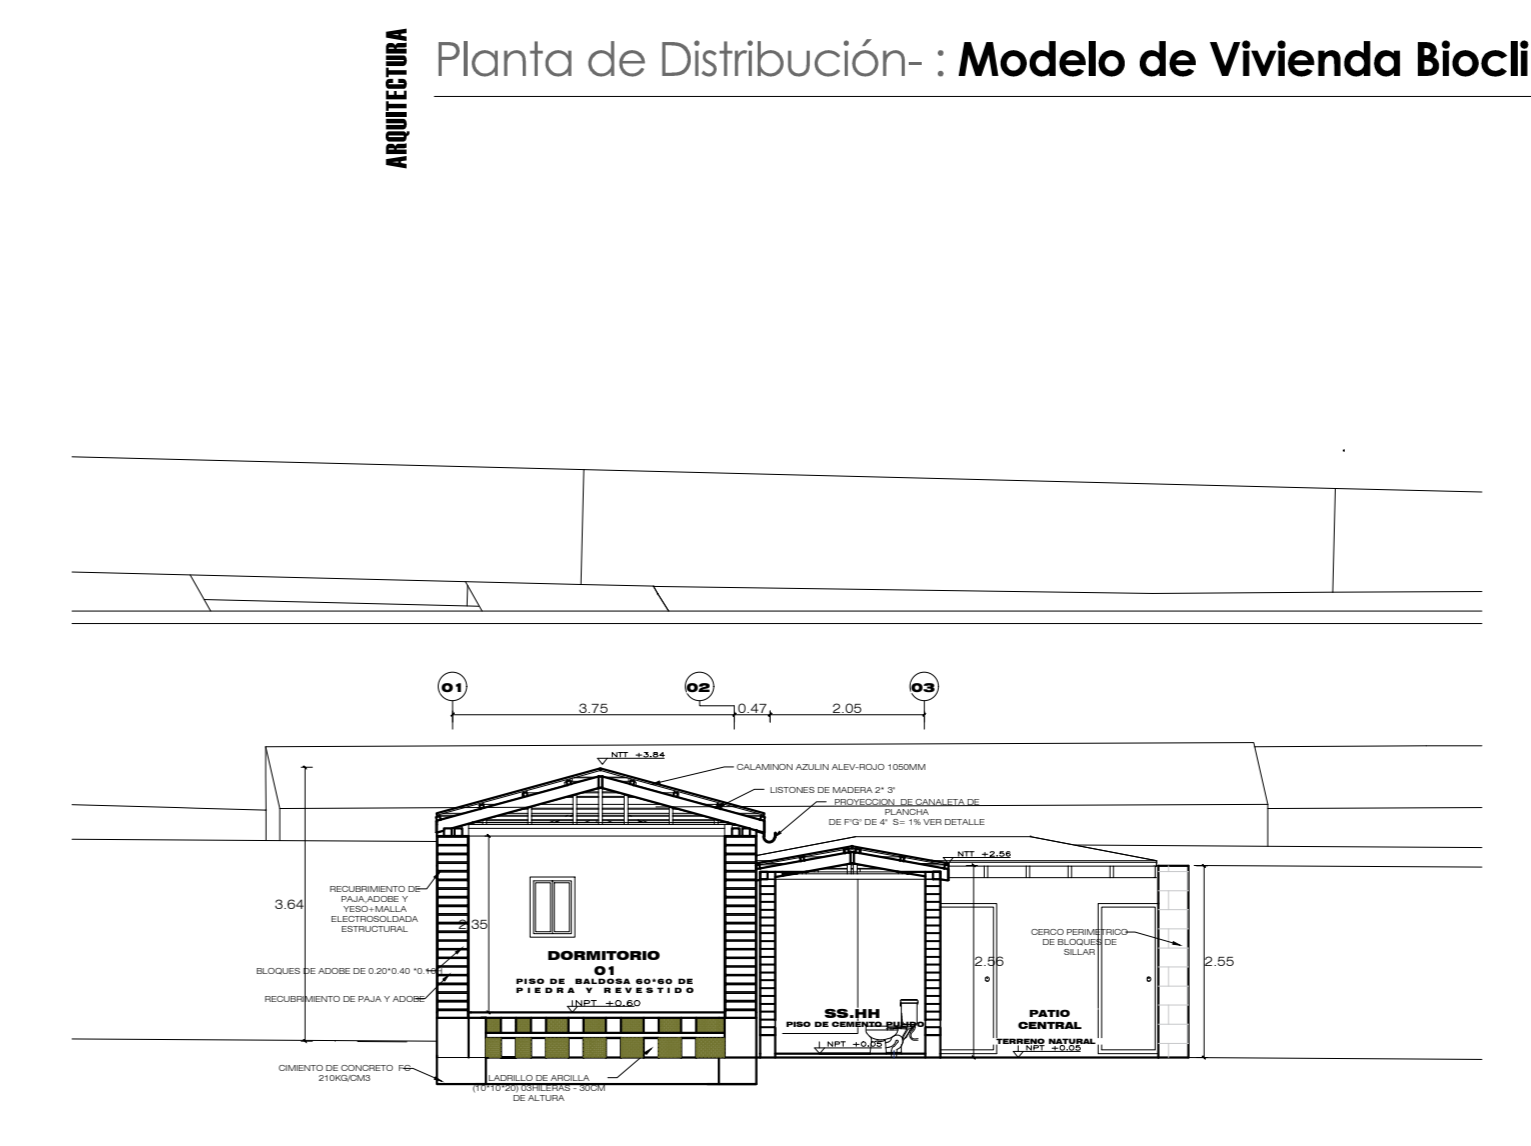 ARQUITECTURA
Planta de Distribución- : Modelo de Vivienda Biocli
01
02
03
3.75
0.47
2.05
NTT +3.84
CALAMINON AZULIN ALEV-ROJO 1050MM
LISTONES DE MADERA 2* 3"
PROYECCION DE CANALETA DE
PLANCHA
DE F°G° DE 4" S= 1% VER DETALLE
NTT +2.56
RECUBRIMIENTO DE
PAJA,ADOBE Y
YESO+MALLA
ELECTROSOLDADA
ESTRUCTURAL
3.64
2.35
CERCO PERIMETRICO
DE BLOQUES DE
SILLAR
2.56
2.55
DORMITORIO
01
PISO DE BALDOSA 60*60 DE
PIEDRA Y REVESTIDO
BLOQUES DE ADOBE DE 0.20*0.40 *0.10H
RECUBRIMIENTO DE PAJA Y ADOBE
NPT +0.60
SS.HH
PISO DE CEMENTO PULIDO
NPT +0.05
PATIO
CENTRAL
TERRENO NATURAL
NPT +0.05
CIMIENTO DE CONCRETO FC
210KG/CM3
LADRILLO DE ARCILLA
(10*10*20) 03HILERAS - 30CM
DE ALTURA